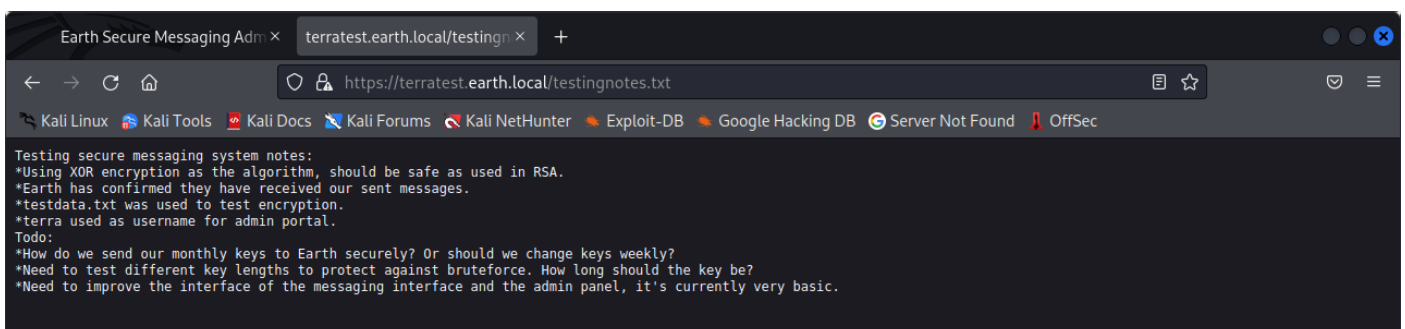 Earth Secure Messaging Adm
terratest.earth.local/testingn
https://terratest.earth.local/testingnotes.txt
Kali Linux Kali Tools Kali Docs Kali Forums Kali NetHunter Exploit-DB Google Hacking DB Server Not Found OffSec
Testing secure messaging system notes:
*Using XOR encryption as the algorithm, should be safe as used in RSA.
*Earth has confirmed they have received our sent messages.
*testdata.txt was used to test encryption.
*terra used as username for admin portal.
Todo:
*How do we send our monthly keys to Earth securely? Or should we change keys weekly?
*Need to test different key lengths to protect against bruteforce. How long should the key be?
*Need to improve the interface of the messaging interface and the admin panel, it's currently very basic.